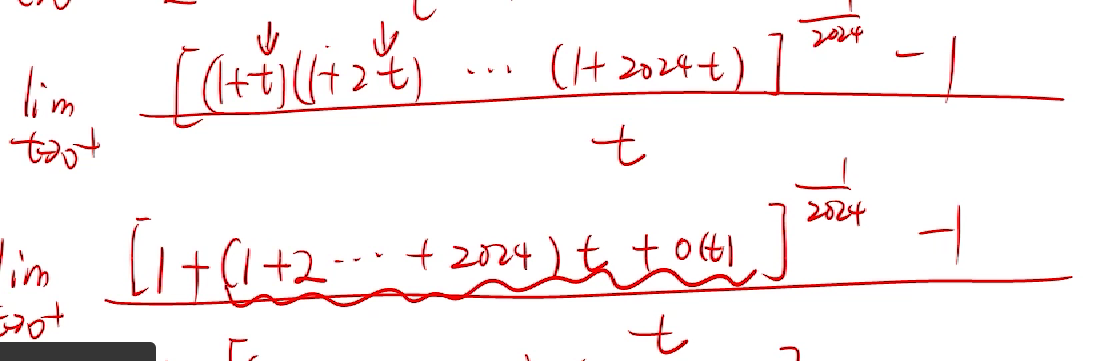 lim t→0⁺ [(1+t)(1+2t) ⋯ (1+2024t)]^(1/2024) − 1 / t
lim t→0⁺ [1+(1+2⋯+2024)t+o(t)]^(1/2024) − 1 / t